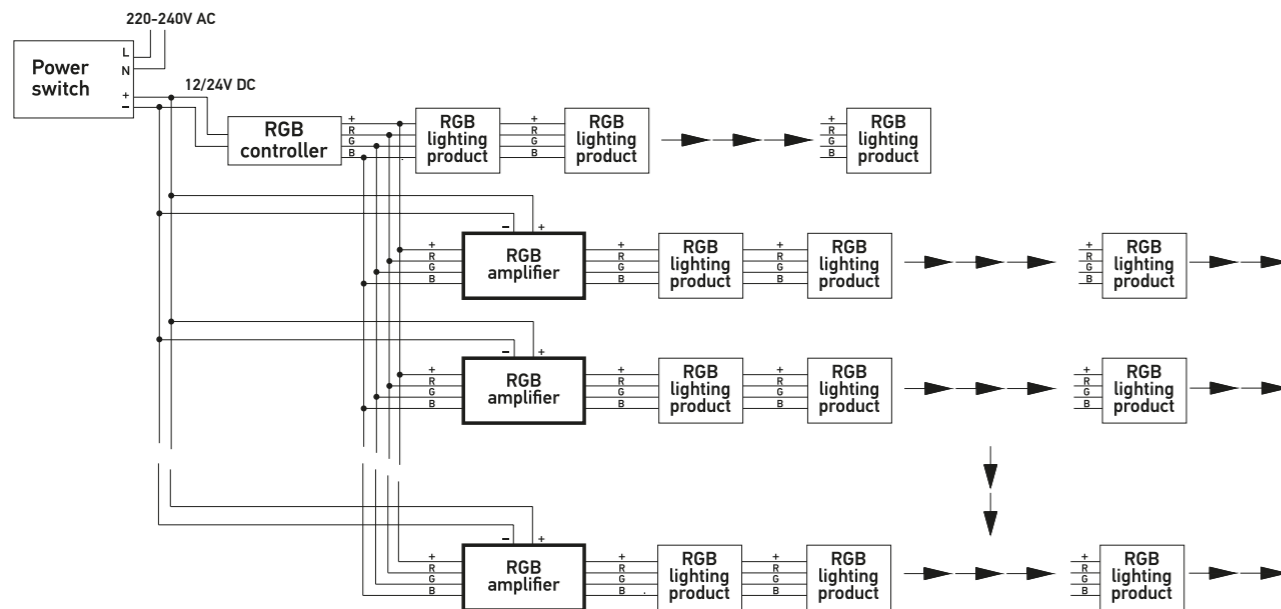 220-240V AC
Power
switch
L
N
+
−
12/24V DC
RGB
controller
+
R
G
B
RGB
lighting
product
+
R
G
B
RGB
lighting
product
+
R
G
B
RGB
lighting
product
− +
+
R
G
B
RGB
amplifier
+
R
G
B
RGB
lighting
product
+
R
G
B
RGB
lighting
product
+
R
G
B
RGB
lighting
product
− +
+
R
G
B
RGB
amplifier
+
R
G
B
RGB
lighting
product
+
R
G
B
RGB
lighting
product
+
R
G
B
RGB
lighting
product
− +
+
R
G
B
RGB
amplifier
+
R
G
B
RGB
lighting
product
+
R
G
B
RGB
lighting
product
+
R
G
B
RGB
lighting
product